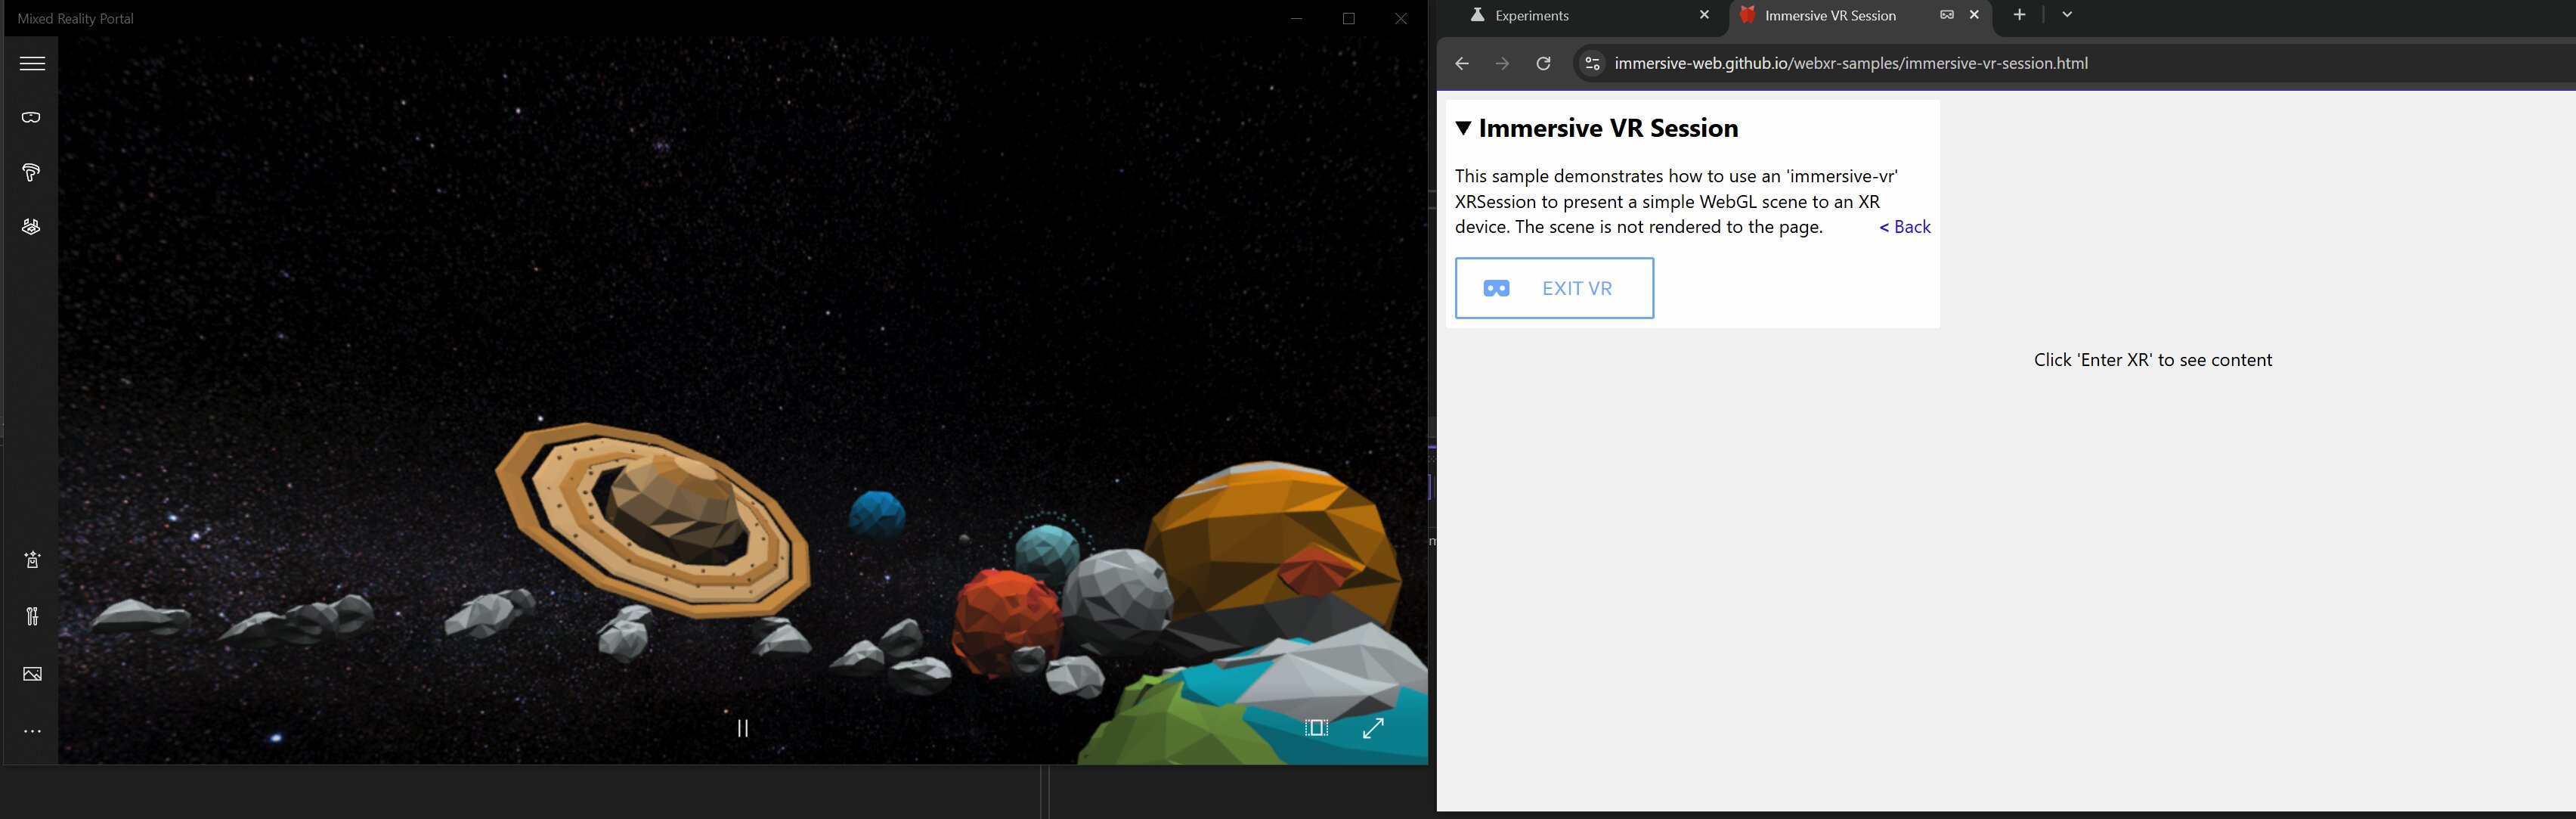 Mixed Reality Portal
Experiments
Immersive VR Session
immersive-web.github.io/webxr-samples/immersive-vr-session.html
Immersive VR Session
This sample demonstrates how to use an 'immersive-vr'
XRSession to present a simple WebGL scene to an XR
device. The scene is not rendered to the page.
< Back
EXIT VR
Click 'Enter XR' to see content